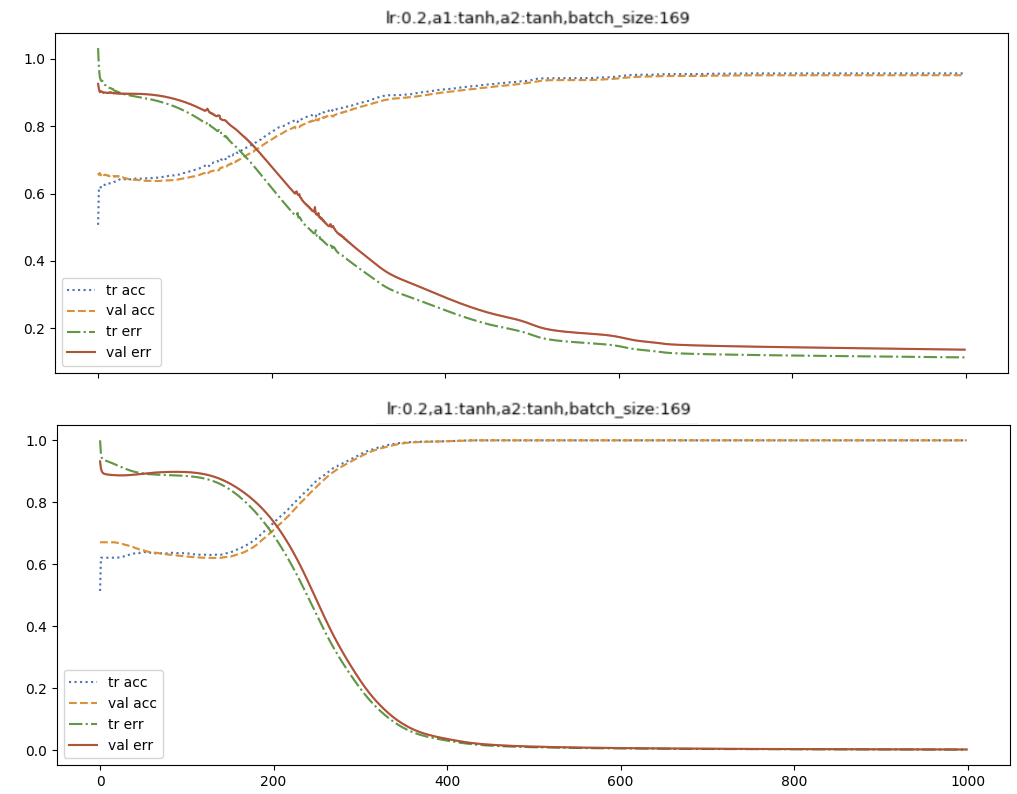 lr:0.2,a1:tanh,a2:tanh,batch_size:169
1.0
0.8
0.6
0.4
0.2
tr acc
val acc
tr err
val err
lr:0.2,a1:tanh,a2:tanh,batch_size:169
1.0
0.8
0.6
0.4
0.2
0.0
tr acc
val acc
tr err
val err
0 200 400 600 800 1000